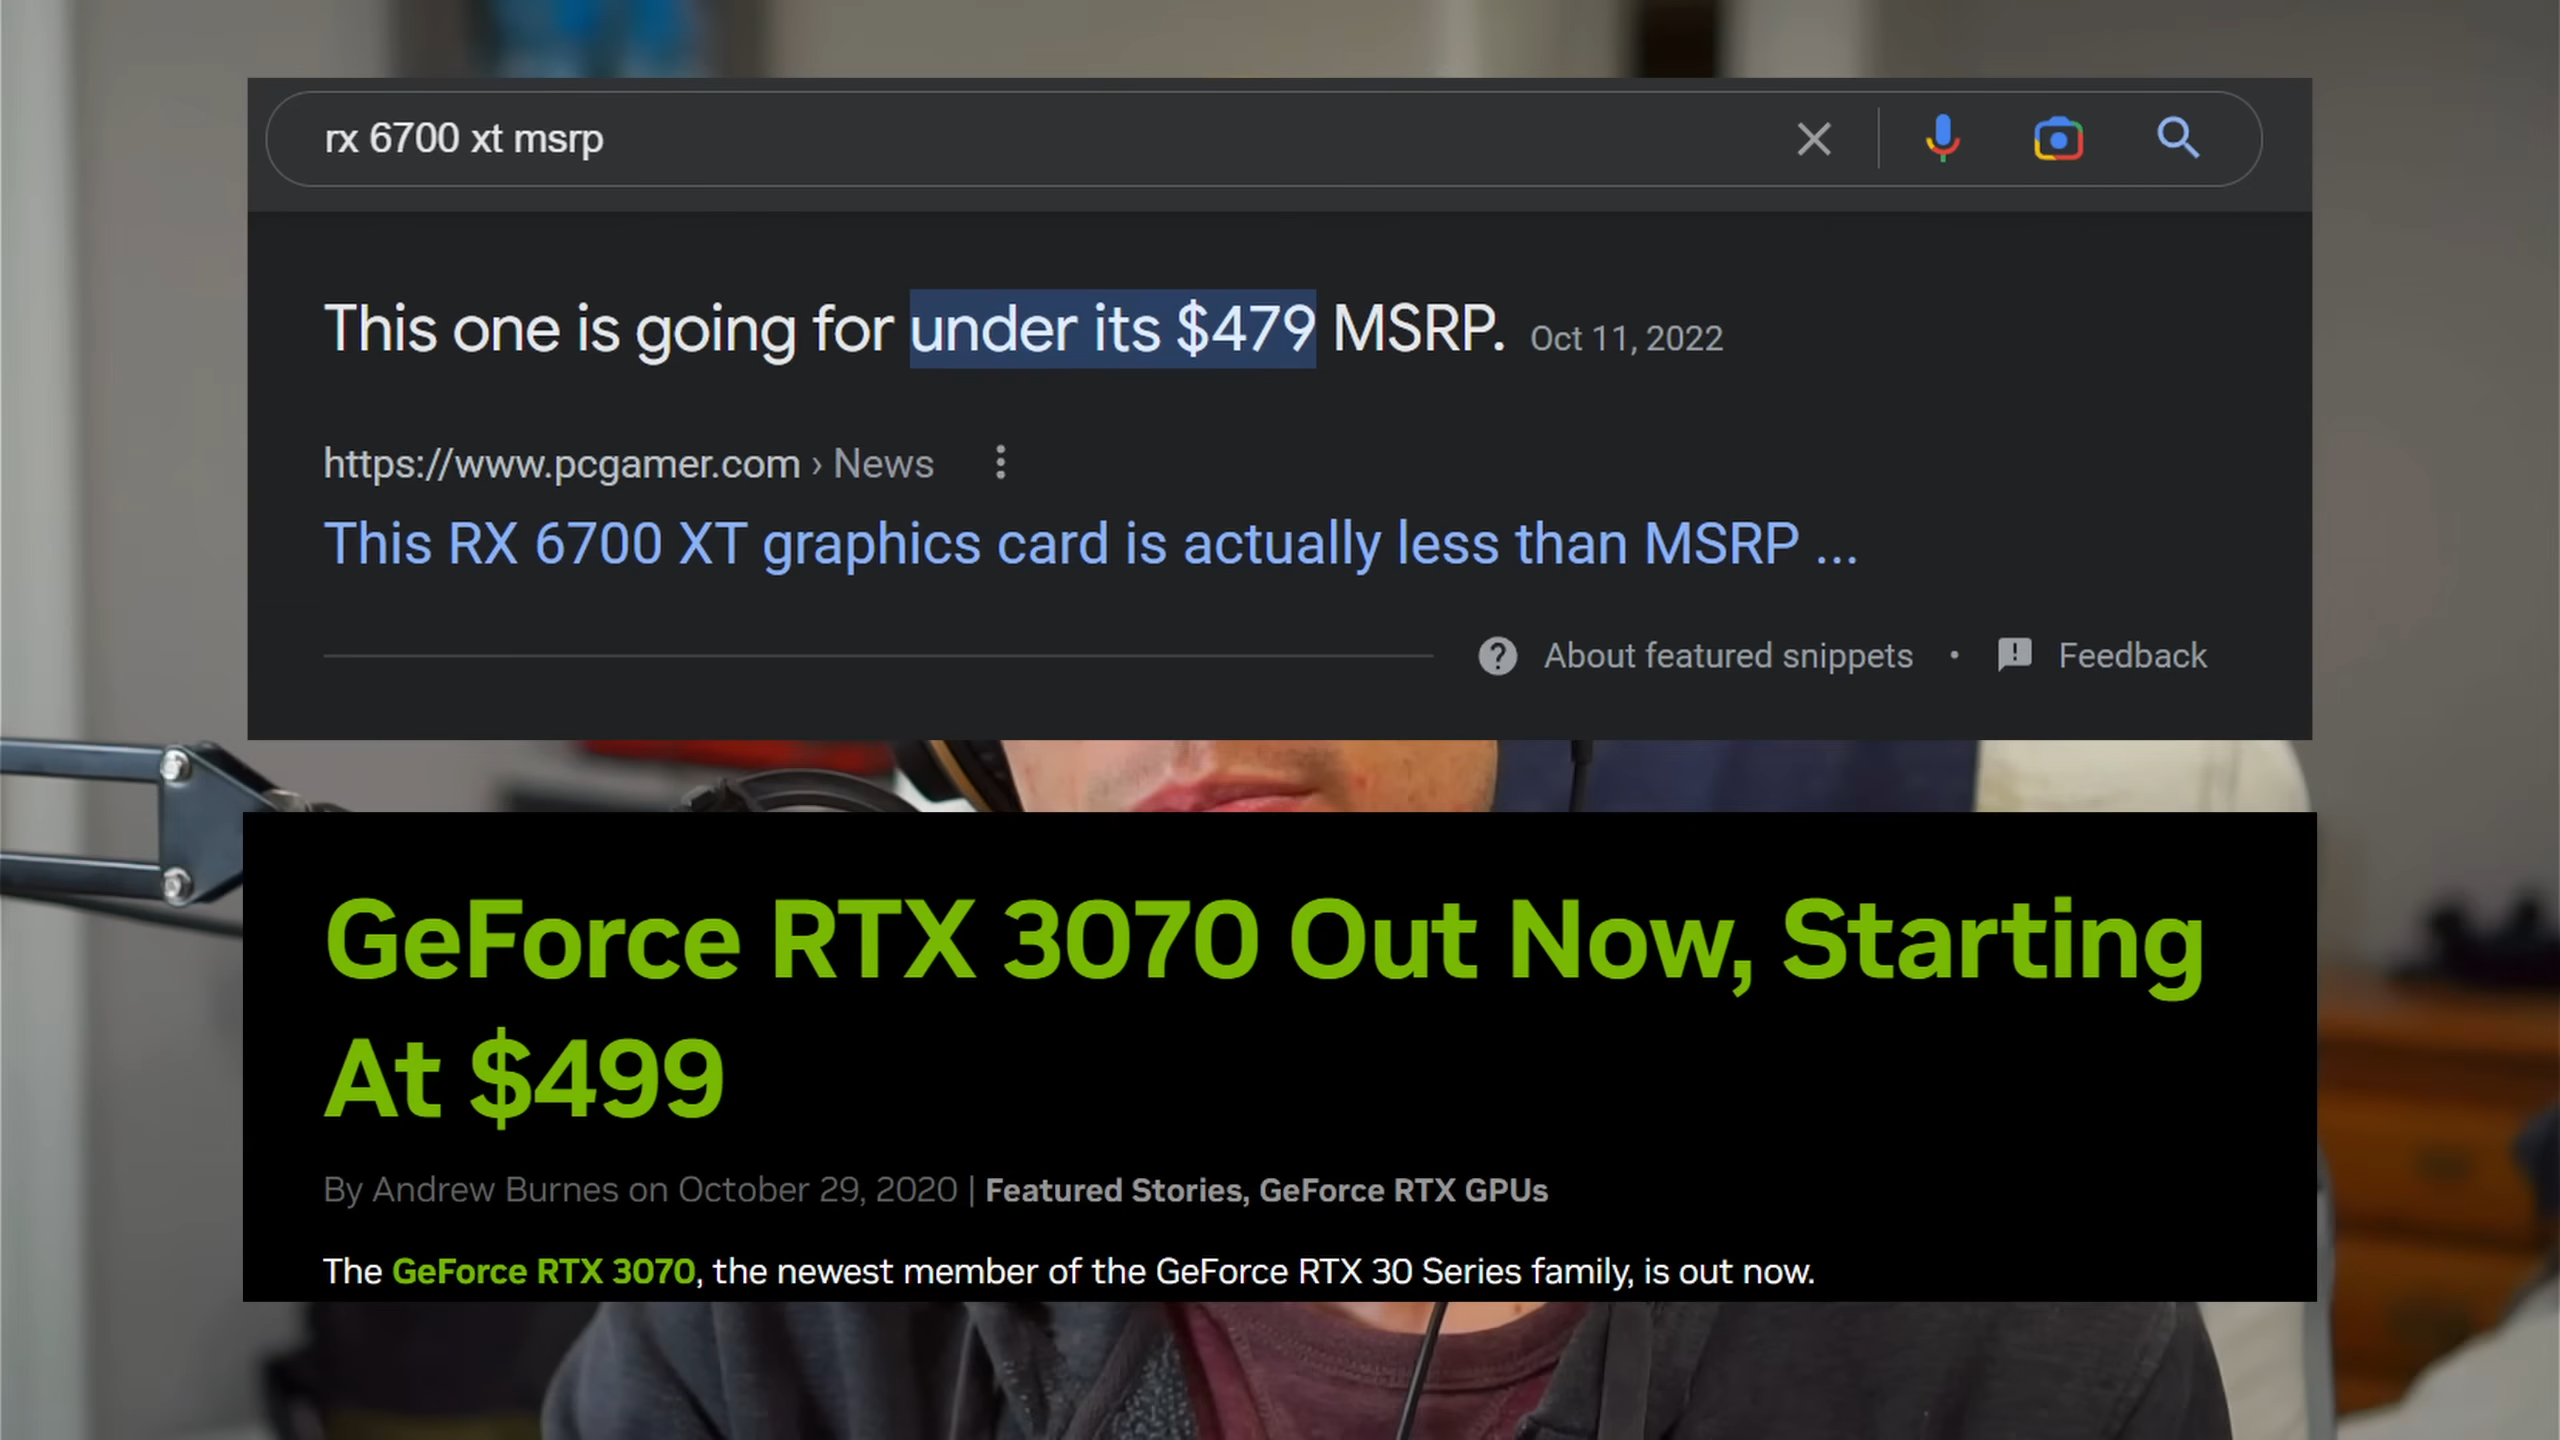 rx 6700 xt msrp
This one is going for under its $479 MSRP. Oct 11, 2022
https://www.pcgamer.com › News
This RX 6700 XT graphics card is actually less than MSRP ...
About featured snippets • Feedback
GeForce RTX 3070 Out Now, Starting
At $499
By Andrew Burnes on October 29, 2020 | Featured Stories, GeForce RTX GPUs
The GeForce RTX 3070, the newest member of the GeForce RTX 30 Series family, is out now.